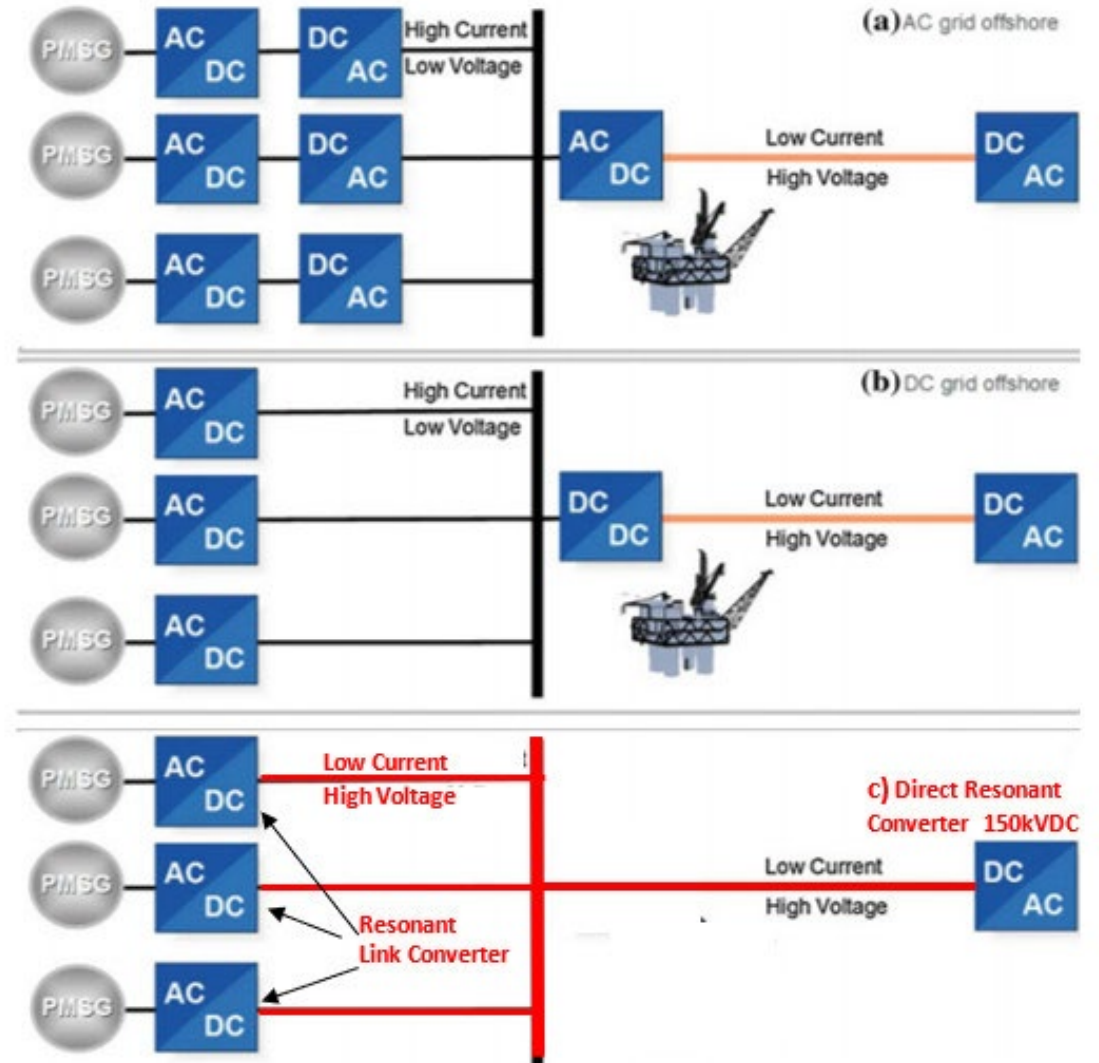 (a) AC grid offshore
PMSG AC DC DC AC High Current
Low Voltage
PMSG AC DC DC AC AC DC Low Current
High Voltage DC AC
PMSG AC DC DC AC
(b) DC grid offshore
PMSG AC DC High Current
Low Voltage
PMSG AC DC DC DC Low Current
High Voltage DC AC
PMSG AC DC
PMSG AC DC Low Current
High Voltage
c) Direct Resonant
Converter 150kVDC
PMSG AC DC Low Current
High Voltage DC AC
Resonant
Link Converter
PMSG AC DC